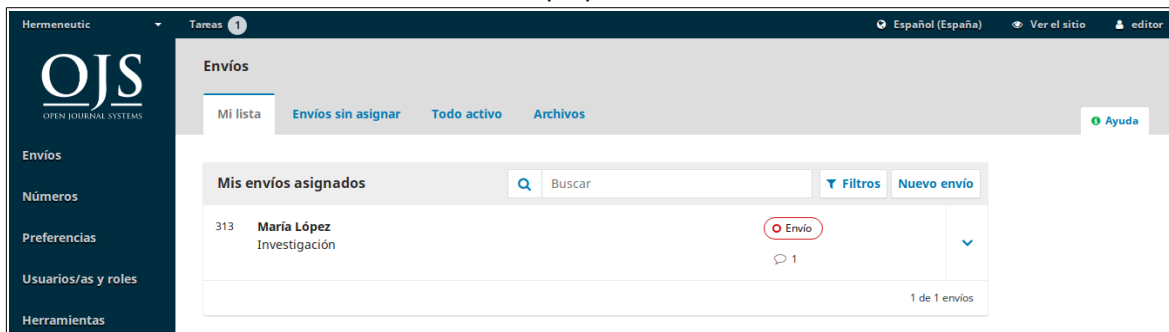 Hermeneutic
Tareas 1
Español (España) Ver el sitio editor
OJS
OPEN JOURNAL SYSTEMS
Envíos
Números
Preferencias
Usuarios/as y roles
Herramientas
Envíos
Mi lista Envíos sin asignar Todo activo Archivos
Ayuda
Mis envíos asignados Buscar Filtros Nuevo envío
313 María López Envío
Investigación
1
1 de 1 envíos